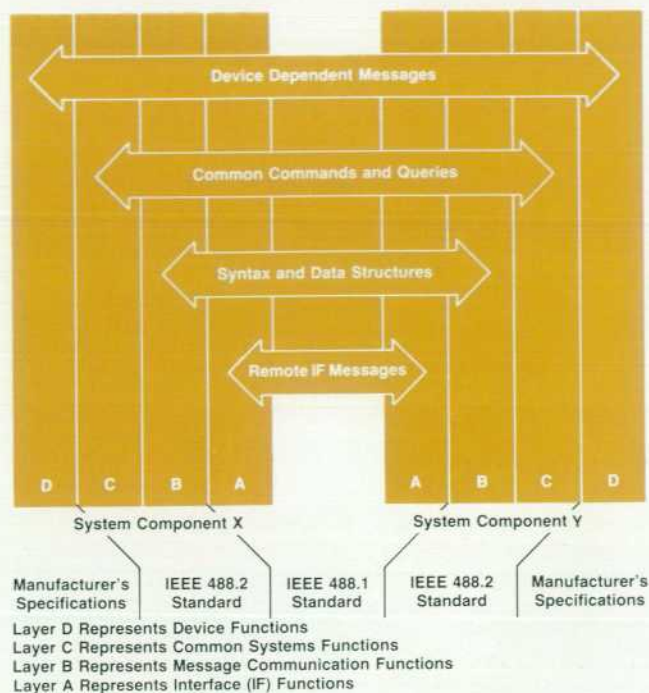 Device Dependent Messages
Common Commands and Queries
Syntax and Data Structures
Remote IF Messages
D C B A A B C D
System Component X System Component Y
Manufacturer's IEEE 488.2 IEEE 488.1 IEEE 488.2 Manufacturer's
Specifications Standard Standard Standard Specifications
Layer D Represents Device Functions
Layer C Represents Common Systems Functions
Layer B Represents Message Communication Functions
Layer A Represents Interface (IF) Functions